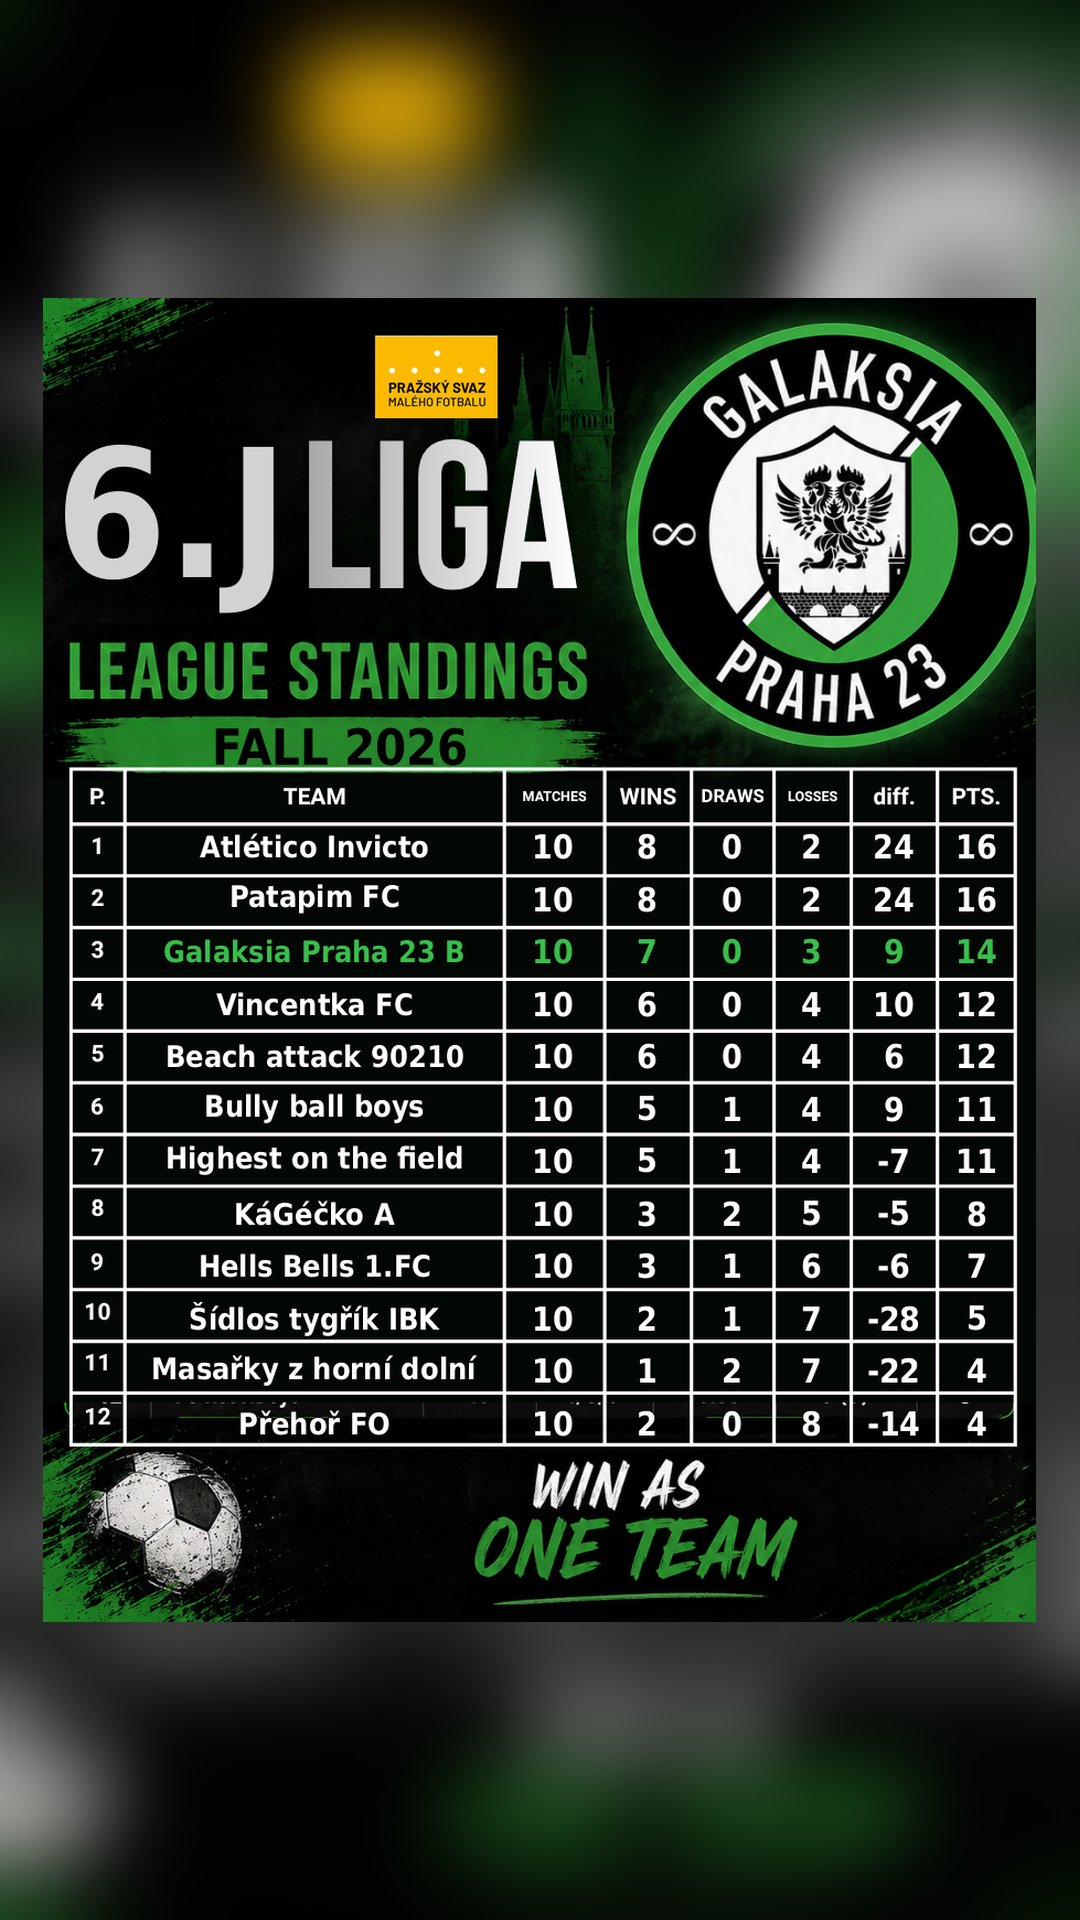 PRAŽSKÝ SVAZ
MALÉHO FOTBALU
6.J LIGA
LEAGUE STANDINGS
FALL 2026
GALAKSIA
PRAHA 23
P. TEAM MATCHES WINS DRAWS LOSSES diff. PTS.
1 Atlético Invicto 10 8 0 2 24 16
2 Patapim FC 10 8 0 2 24 16
3 Galaksia Praha 23 B 10 7 0 3 9 14
4 Vincentka FC 10 6 0 4 10 12
5 Beach attack 90210 10 6 0 4 6 12
6 Bully ball boys 10 5 1 4 9 11
7 Highest on the field 10 5 1 4 -7 11
8 KáGéčko A 10 3 2 5 -5 8
9 Hells Bells 1.FC 10 3 1 6 -6 7
10 Šídlos tygřík IBK 10 2 1 7 -28 5
11 Masařky z horní dolní 10 1 2 7 -22 4
12 Přehoř FO 10 2 0 8 -14 4
WIN AS
ONE TEAM